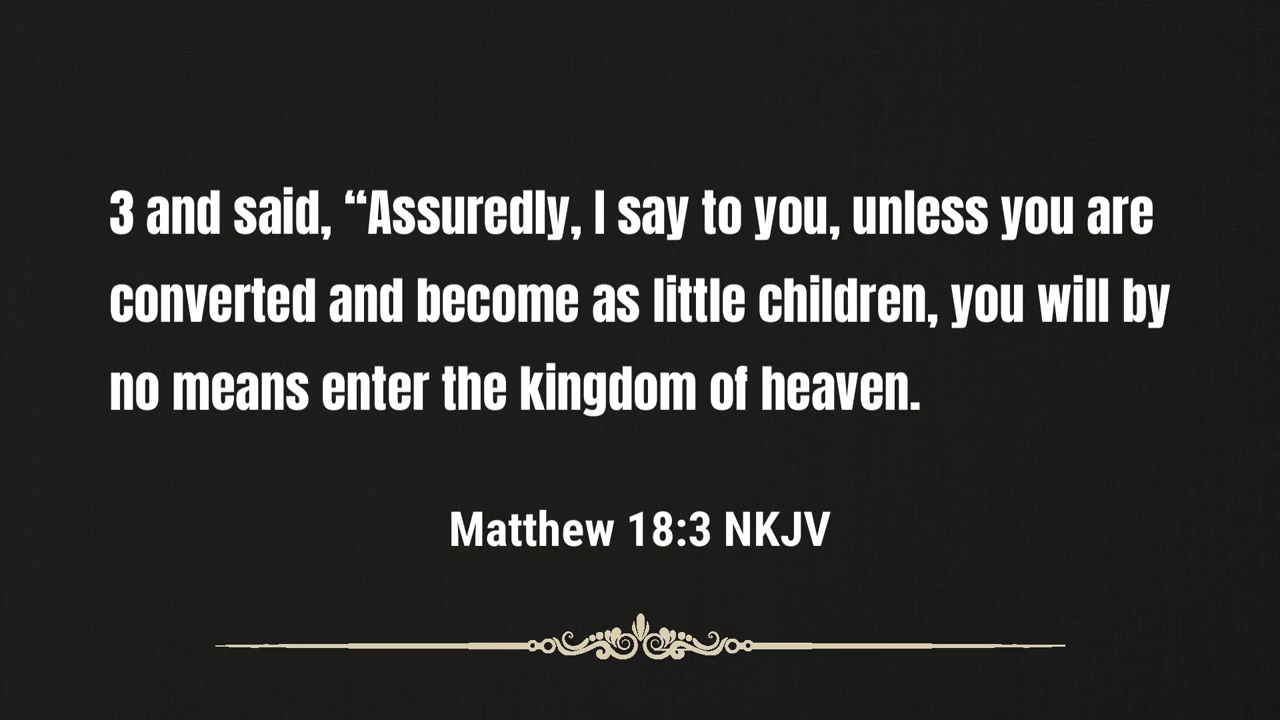 3 and said, “Assuredly, I say to you, unless you are
converted and become as little children, you will by
no means enter the kingdom of heaven.
Matthew 18:3 NKJV